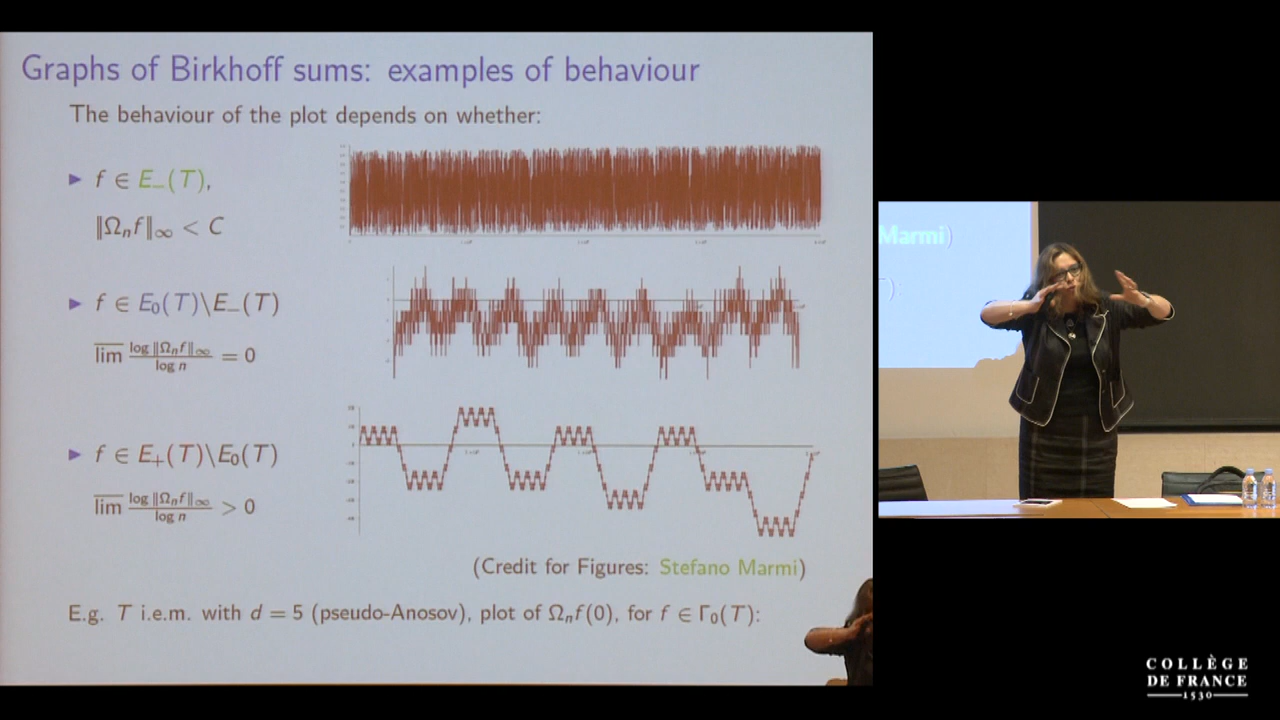 Graphs of Birkhoff sums: examples of behaviour
The behaviour of the plot depends on whether:
▶ f ∈ E₋(T),
‖Ωₙf‖∞ < C
▶ f ∈ E₀(T)\E₋(T)
lim̅ log ‖Ωₙf‖∞ / log n = 0
▶ f ∈ E₊(T)\E₀(T)
lim̅ log ‖Ωₙf‖∞ / log n > 0
(Credit for Figures: Stefano Marmi)
E.g. T i.e.m. with d = 5 (pseudo-Anosov), plot of Ωₙf(0), for f ∈ Γ₀(T):
Marmi)
):
COLLÈGE
DE FRANCE
1530